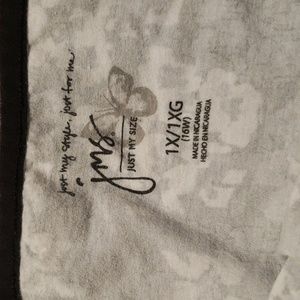 just my style. just for me.
jms.
JUST MY SIZE
1X/1XG
(16W)
MADE IN NICARAGUA
HECHO EN NICARAGUA